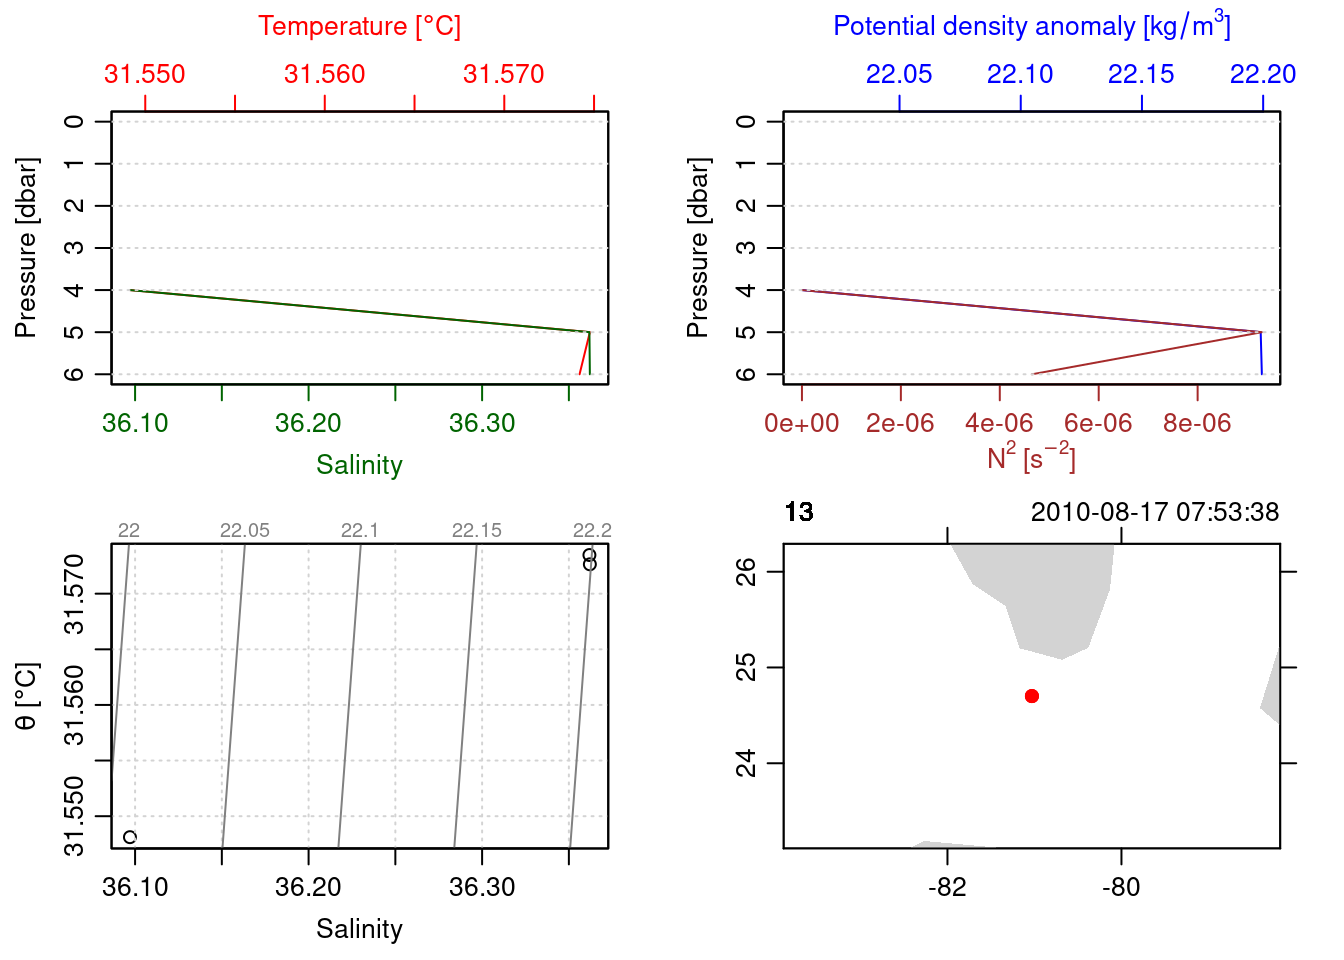 Temperature [°C]
31.550 31.560 31.570
0
1
2
3
4
5
6
Pressure [dbar]
36.10 36.20 36.30
Salinity
Potential density anomaly [kg/m³]
22.05 22.10 22.15 22.20
0
1
2
3
4
5
6
Pressure [dbar]
0e+00 2e-06 4e-06 6e-06 8e-06
N² [s⁻²]
22 22.05 22.1 22.15 22.2
31.570
31.560
31.550
θ [°C]
36.10 36.20 36.30
Salinity
13 2010-08-17 07:53:38
26
25
24
-82 -80